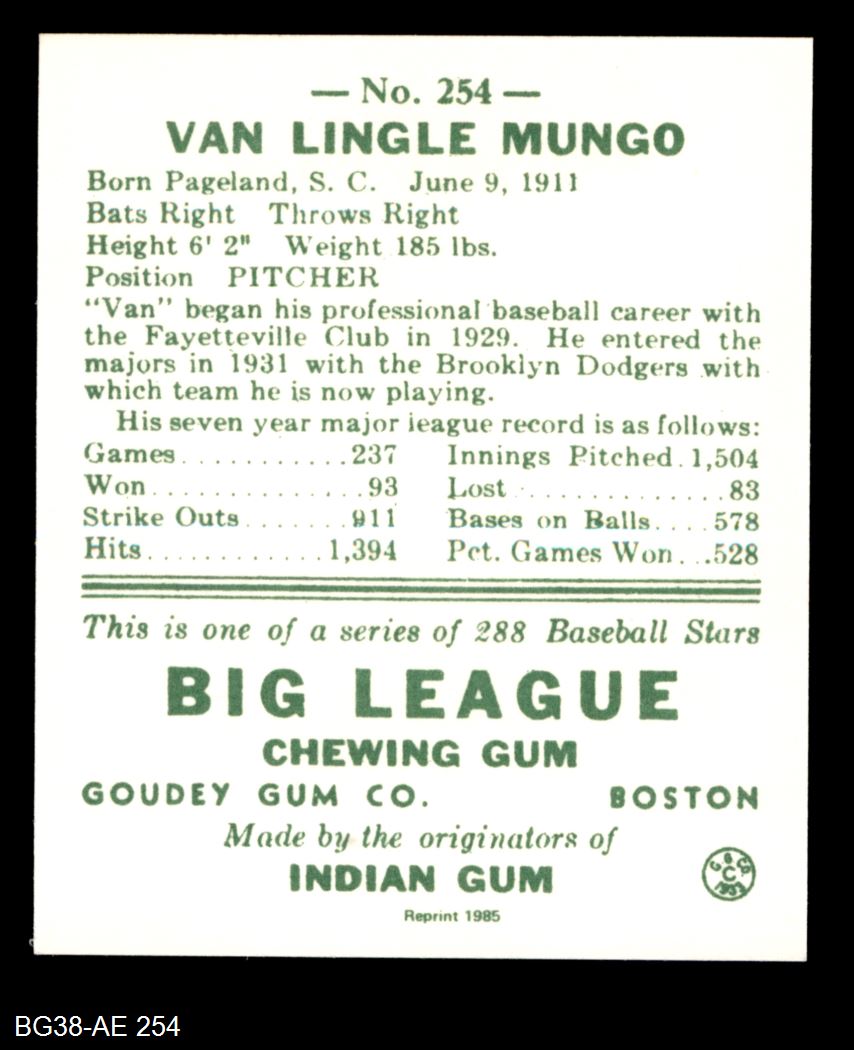 — No. 254 —
VAN LINGLE MUNGO
Born Pageland, S. C. June 9, 1911
Bats Right Throws Right
Height 6' 2" Weight 185 lbs.
Position PITCHER
"Van" began his professional baseball career with
the Fayetteville Club in 1929. He entered the
majors in 1931 with the Brooklyn Dodgers with
which team he is now playing.
His seven year major league record is as follows:
Games............237 Innings Pitched.1,504
Won...............93 Lost..............83
Strike Outs.......911 Bases on Balls....578
Hits.............1,394 Pct. Games Won...528
This is one of a series of 288 Baseball Stars
BIG LEAGUE
CHEWING GUM
GOUDEY GUM CO. BOSTON
Made by the originators of
INDIAN GUM
G. G. CO.
C
Reprint 1985
BG38-AE 254